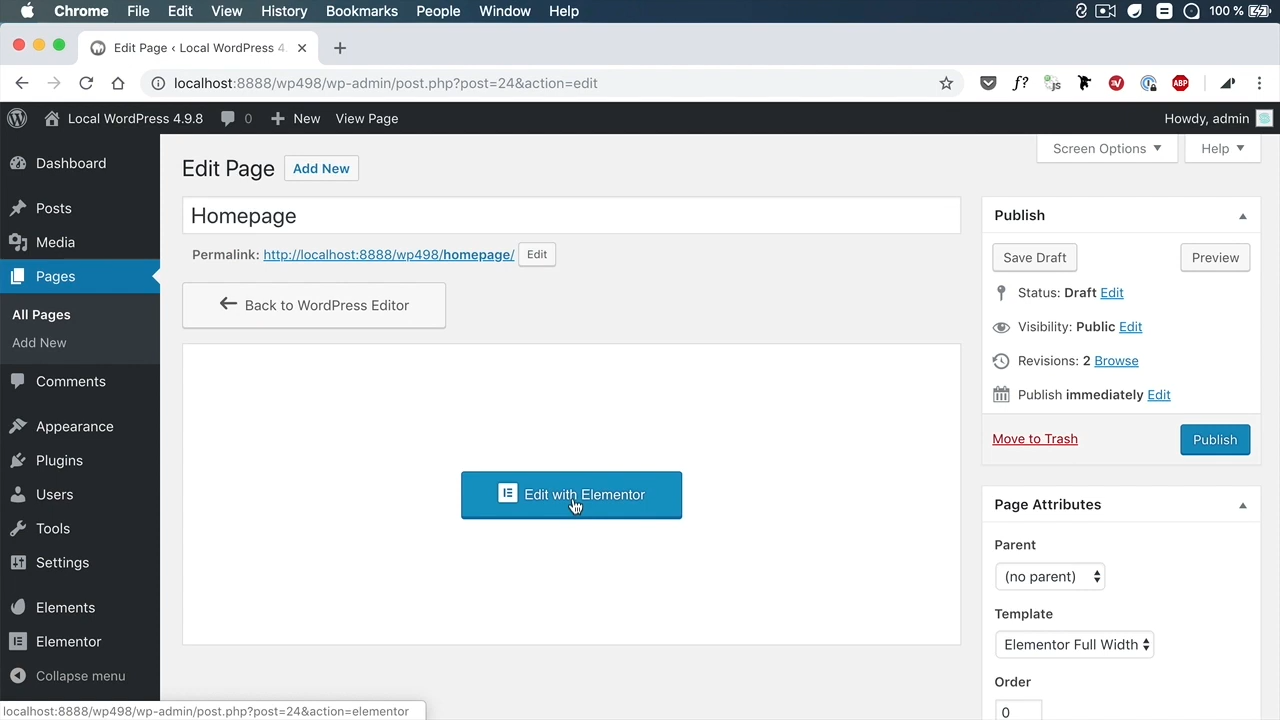 Chrome File Edit View History Bookmarks People Window Help 100 %
Edit Page ‹ Local WordPress 4.
localhost:8888/wp498/wp-admin/post.php?post=24&action=edit
f?
js
ABP
Local WordPress 4.9.8 0 New View Page Howdy, admin
Screen Options Help
Edit Page Add New
Homepage
Permalink: http://localhost:8888/wp498/homepage/ Edit
Back to WordPress Editor
Edit with Elementor
Dashboard
Posts
Media
Pages
All Pages
Add New
Comments
Appearance
Plugins
Users
Tools
Settings
Elements
Elementor
Collapse menu
Publish
Save Draft Preview
Status: Draft Edit
Visibility: Public Edit
Revisions: 2 Browse
Publish immediately Edit
Move to Trash Publish
Page Attributes
Parent
(no parent)
Template
Elementor Full Width
Order
0
localhost:8888/wp498/wp-admin/post.php?post=24&action=elementor